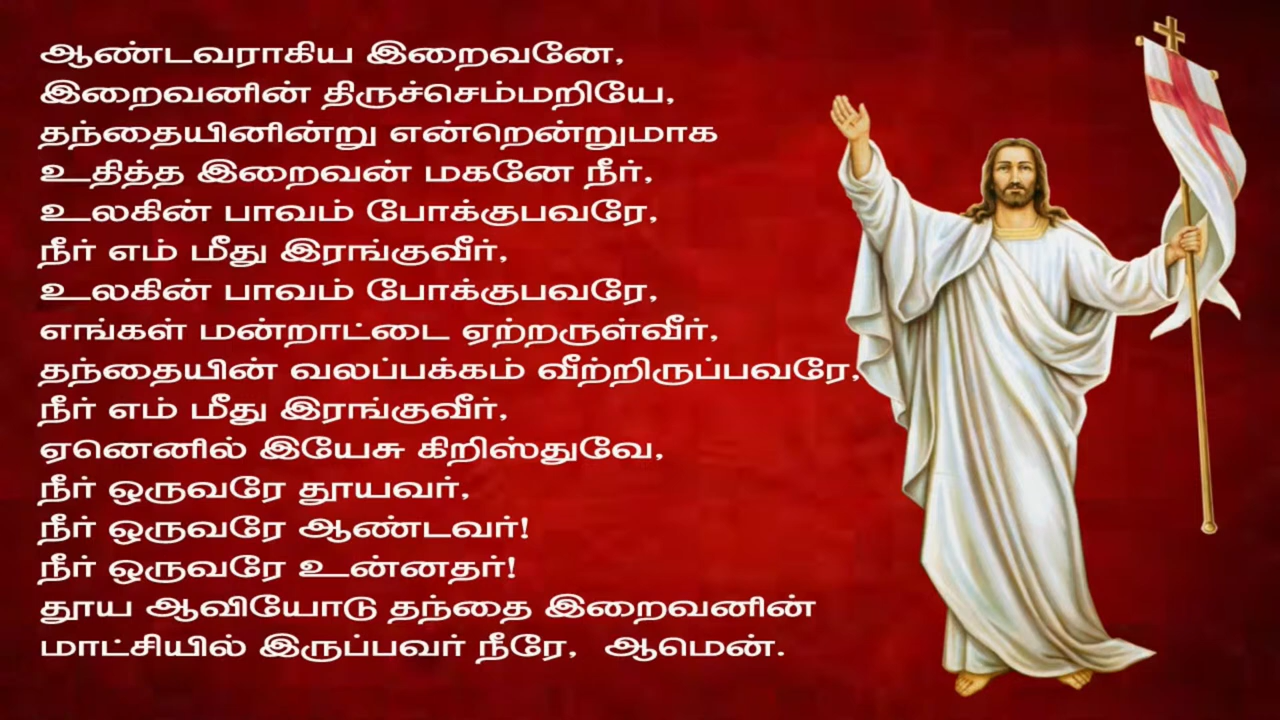 ஆண்டவராகிய இறைவனே,
இறைவனின் திருச்செம்மறியே,
தந்தையினின்று என்றென்றுமாக
உதித்த இறைவன் மகனே நீர்,
உலகின் பாவம் போக்குபவரே,
நீர் எம் மீது இரங்குவீர்,
உலகின் பாவம் போக்குபவரே,
எங்கள் மன்றாட்டை ஏற்றருள்வீர்,
தந்தையின் வலப்பக்கம் வீற்றிருப்பவரே,
நீர் எம் மீது இரங்குவீர்,
ஏனெனில் இயேசு கிறிஸ்துவே,
நீர் ஒருவரே தூயவர்,
நீர் ஒருவரே ஆண்டவர்!
நீர் ஒருவரே உன்னதர்!
தூய ஆவியோடு தந்தை இறைவனின்
மாட்சியில் இருப்பவர் நீரே, ஆமென்.